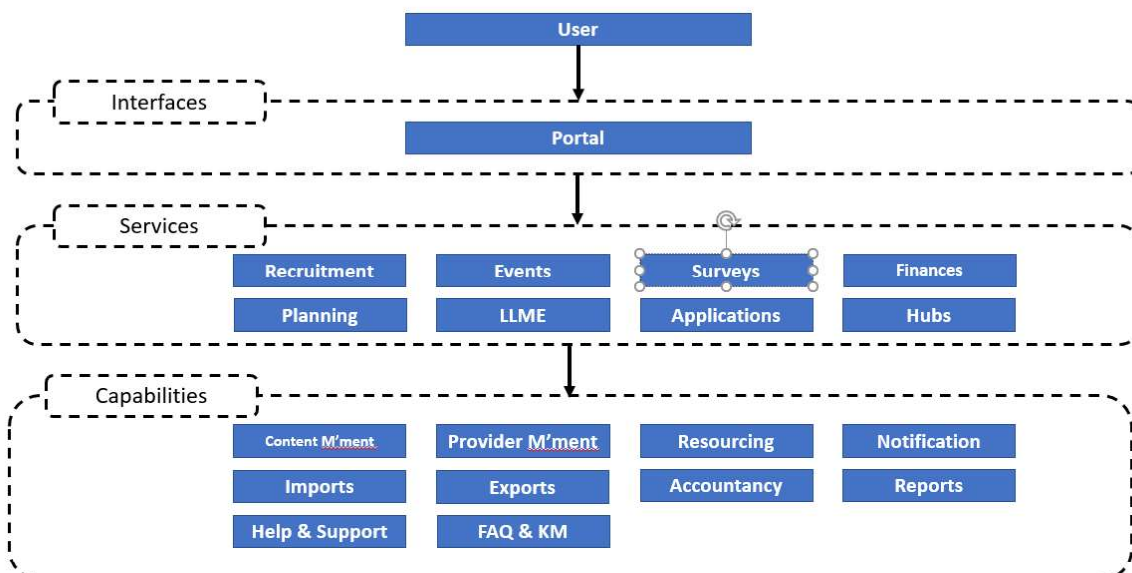 User
Interfaces
Portal
Services
Recruitment
Events
Surveys
Finances
Planning
LLME
Applications
Hubs
Capabilities
Content M’ment
Provider M’ment
Resourcing
Notification
Imports
Exports
Accountancy
Reports
Help & Support
FAQ & KM